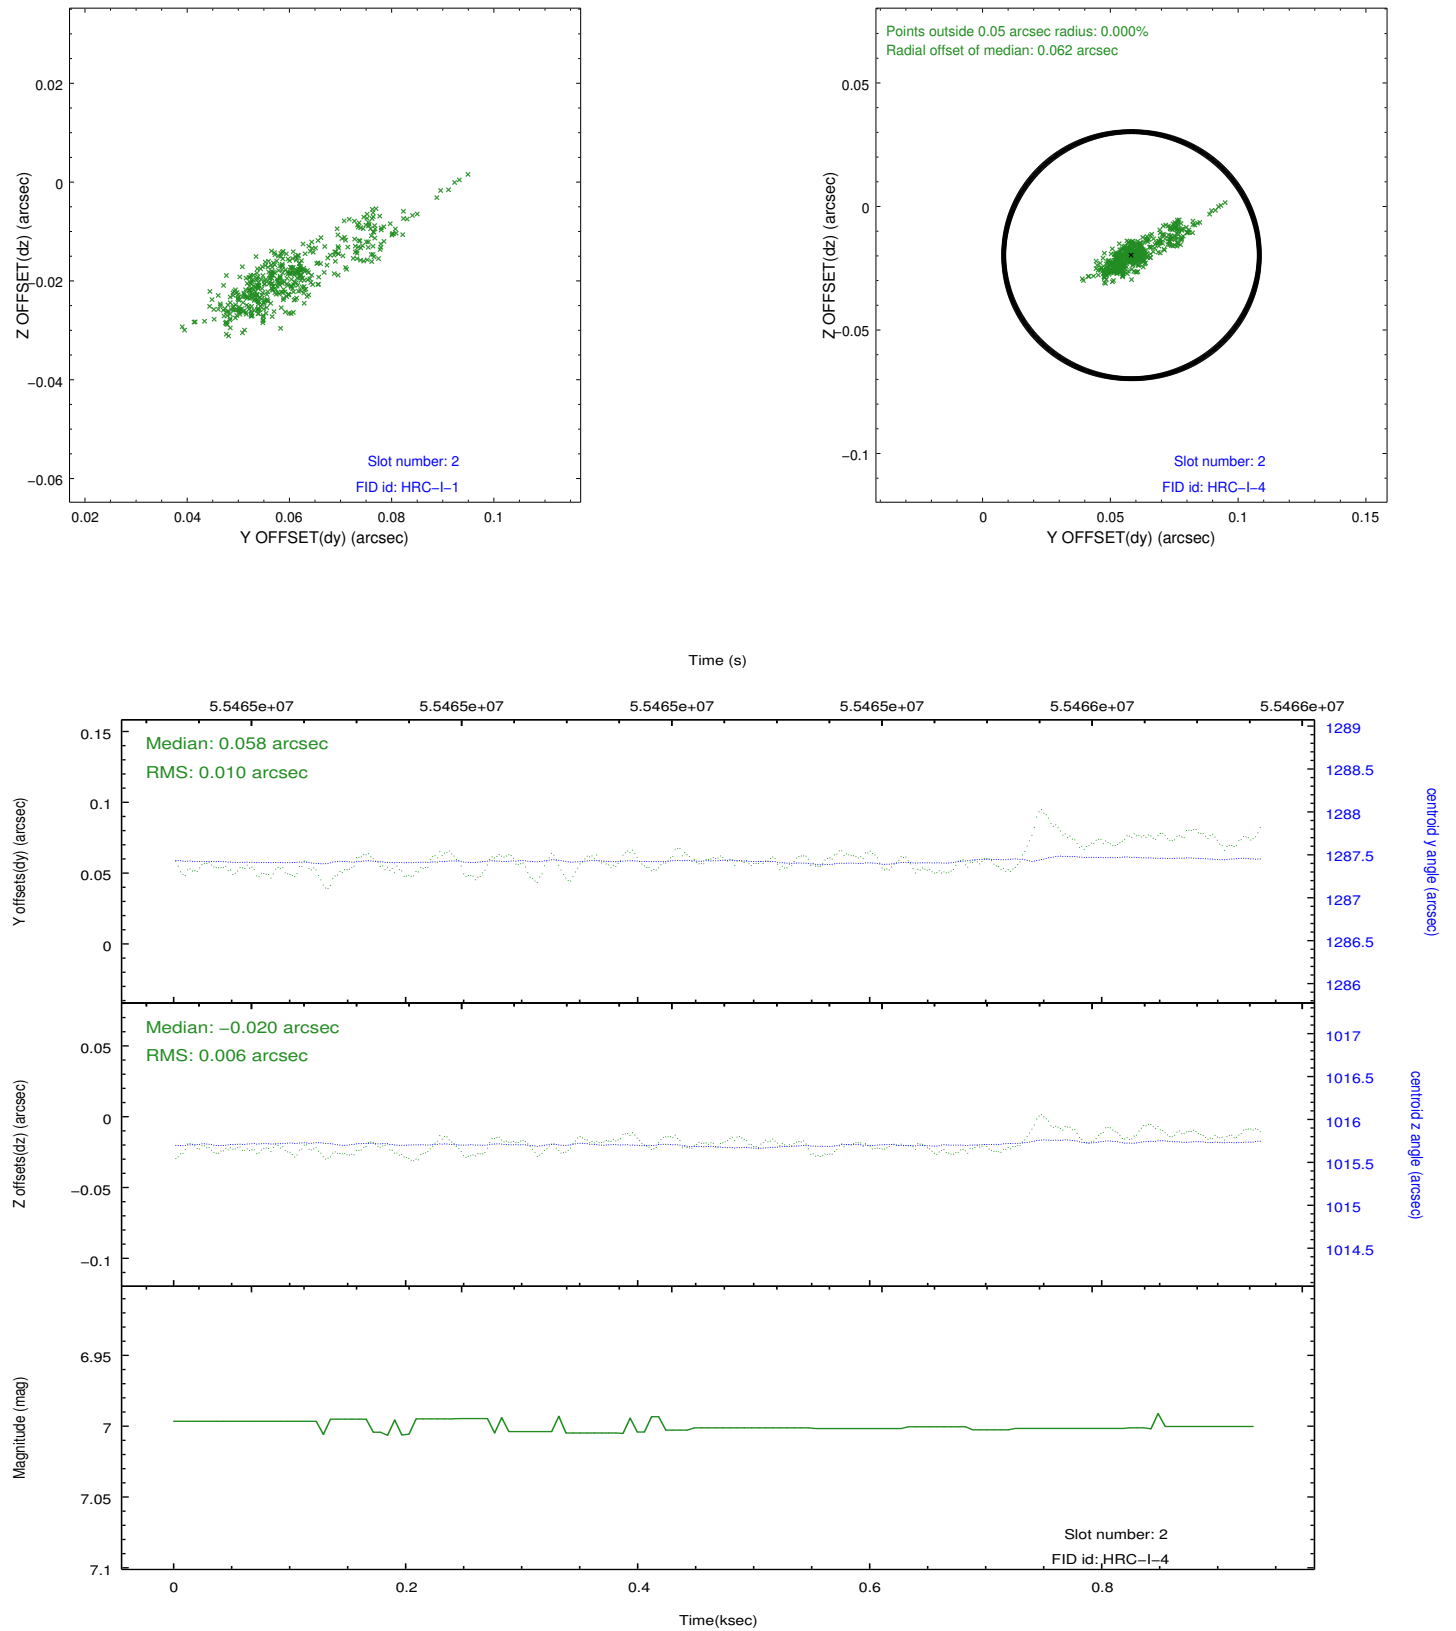 0.02
0
−0.02
−0.04
−0.06
Z OFFSET(dz) (arcsec)
0.02 0.04 0.06 0.08 0.1
Y OFFSET(dy) (arcsec)
Slot number: 2
FID id: HRC−I−1
Points outside 0.05 arcsec radius: 0.000%
Radial offset of median: 0.062 arcsec
0.05
0
−0.05
−0.1
Z OFFSET(dz) (arcsec)
0 0.05 0.1 0.15
Y OFFSET(dy) (arcsec)
Slot number: 2
FID id: HRC−I−4
Time (s)
5.5465e+07 5.5465e+07 5.5465e+07 5.5465e+07 5.5466e+07 5.5466e+07
Median: 0.058 arcsec
RMS: 0.010 arcsec
0.15
0.1
0.05
0
Y offsets(dy) (arcsec)
1289
1288.5
1288
1287.5
1287
1286.5
1286
centroid y angle (arcsec)
Median: −0.020 arcsec
RMS: 0.006 arcsec
0.05
0
−0.05
−0.1
Z offsets(dz) (arcsec)
1017
1016.5
1016
1015.5
1015
1014.5
centroid z angle (arcsec)
6.95
7
7.05
7.1
Magnitude (mag)
Slot number: 2
FID id: HRC−I−4
0 0.2 0.4 0.6 0.8
Time(ksec)